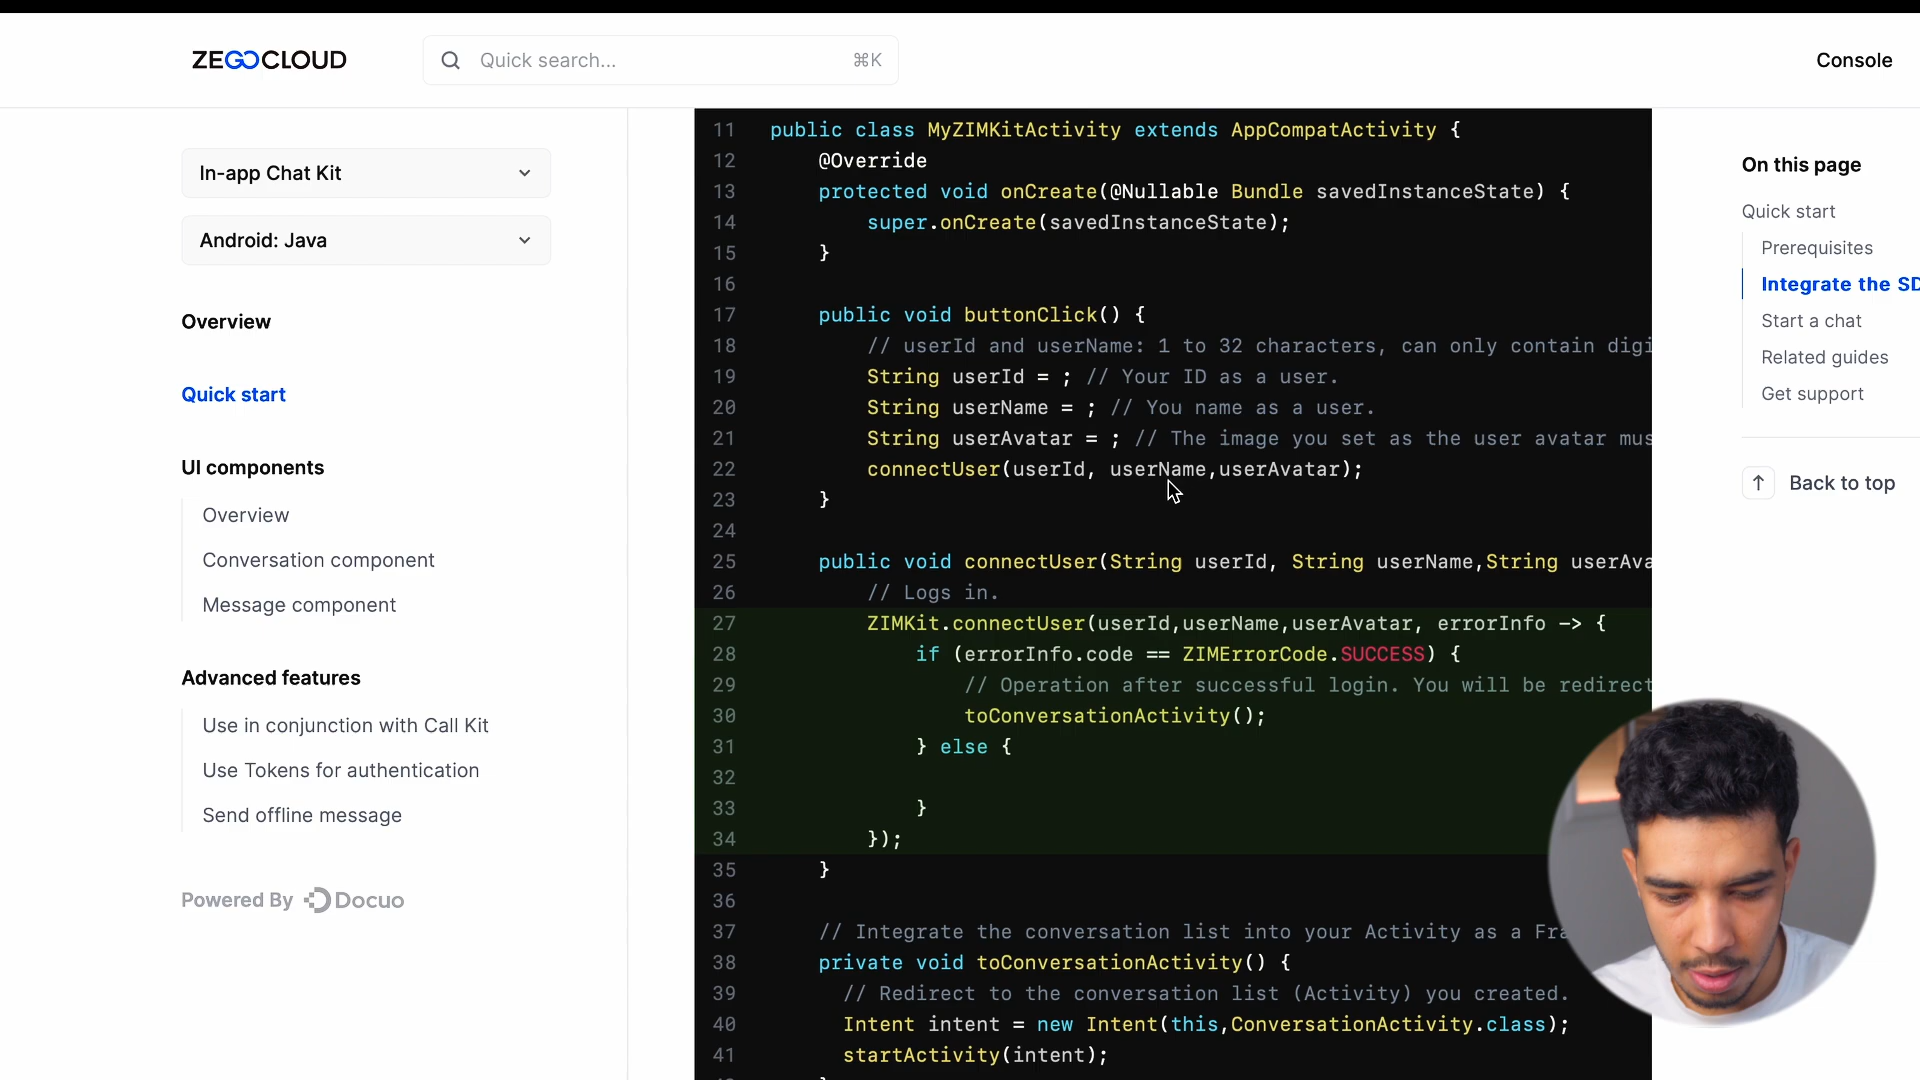 ZEGOCLOUD
Quick search...
⌘K
Console
In-app Chat Kit
Android: Java
Overview
Quick start
UI components
Overview
Conversation component
Message component
Advanced features
Use in conjunction with Call Kit
Use Tokens for authentication
Send offline message
Powered By Docuo
11 public class MyZIMKitActivity extends AppCompatActivity {
12 @Override
13 protected void onCreate(@Nullable Bundle savedInstanceState) {
14 super.onCreate(savedInstanceState);
15 }
16
17 public void buttonClick() {
18 // userId and userName: 1 to 32 characters, can only contain digi
19 String userId = ; // Your ID as a user.
20 String userName = ; // You name as a user.
21 String userAvatar = ; // The image you set as the user avatar mus
22 connectUser(userId, userName,userAvatar);
23 }
24
25 public void connectUser(String userId, String userName,String userAva
26 // Logs in.
27 ZIMKit.connectUser(userId,userName,userAvatar, errorInfo -> {
28 if (errorInfo.code == ZIMErrorCode.SUCCESS) {
29 // Operation after successful login. You will be redirect
30 toConversationActivity();
31 } else {
32
33 }
34 });
35 }
36
37 // Integrate the conversation list into your Activity as a Fra
38 private void toConversationActivity() {
39 // Redirect to the conversation list (Activity) you created.
40 Intent intent = new Intent(this,ConversationActivity.class);
41 startActivity(intent);
On this page
Quick start
Prerequisites
Integrate the SD
Start a chat
Related guides
Get support
Back to top